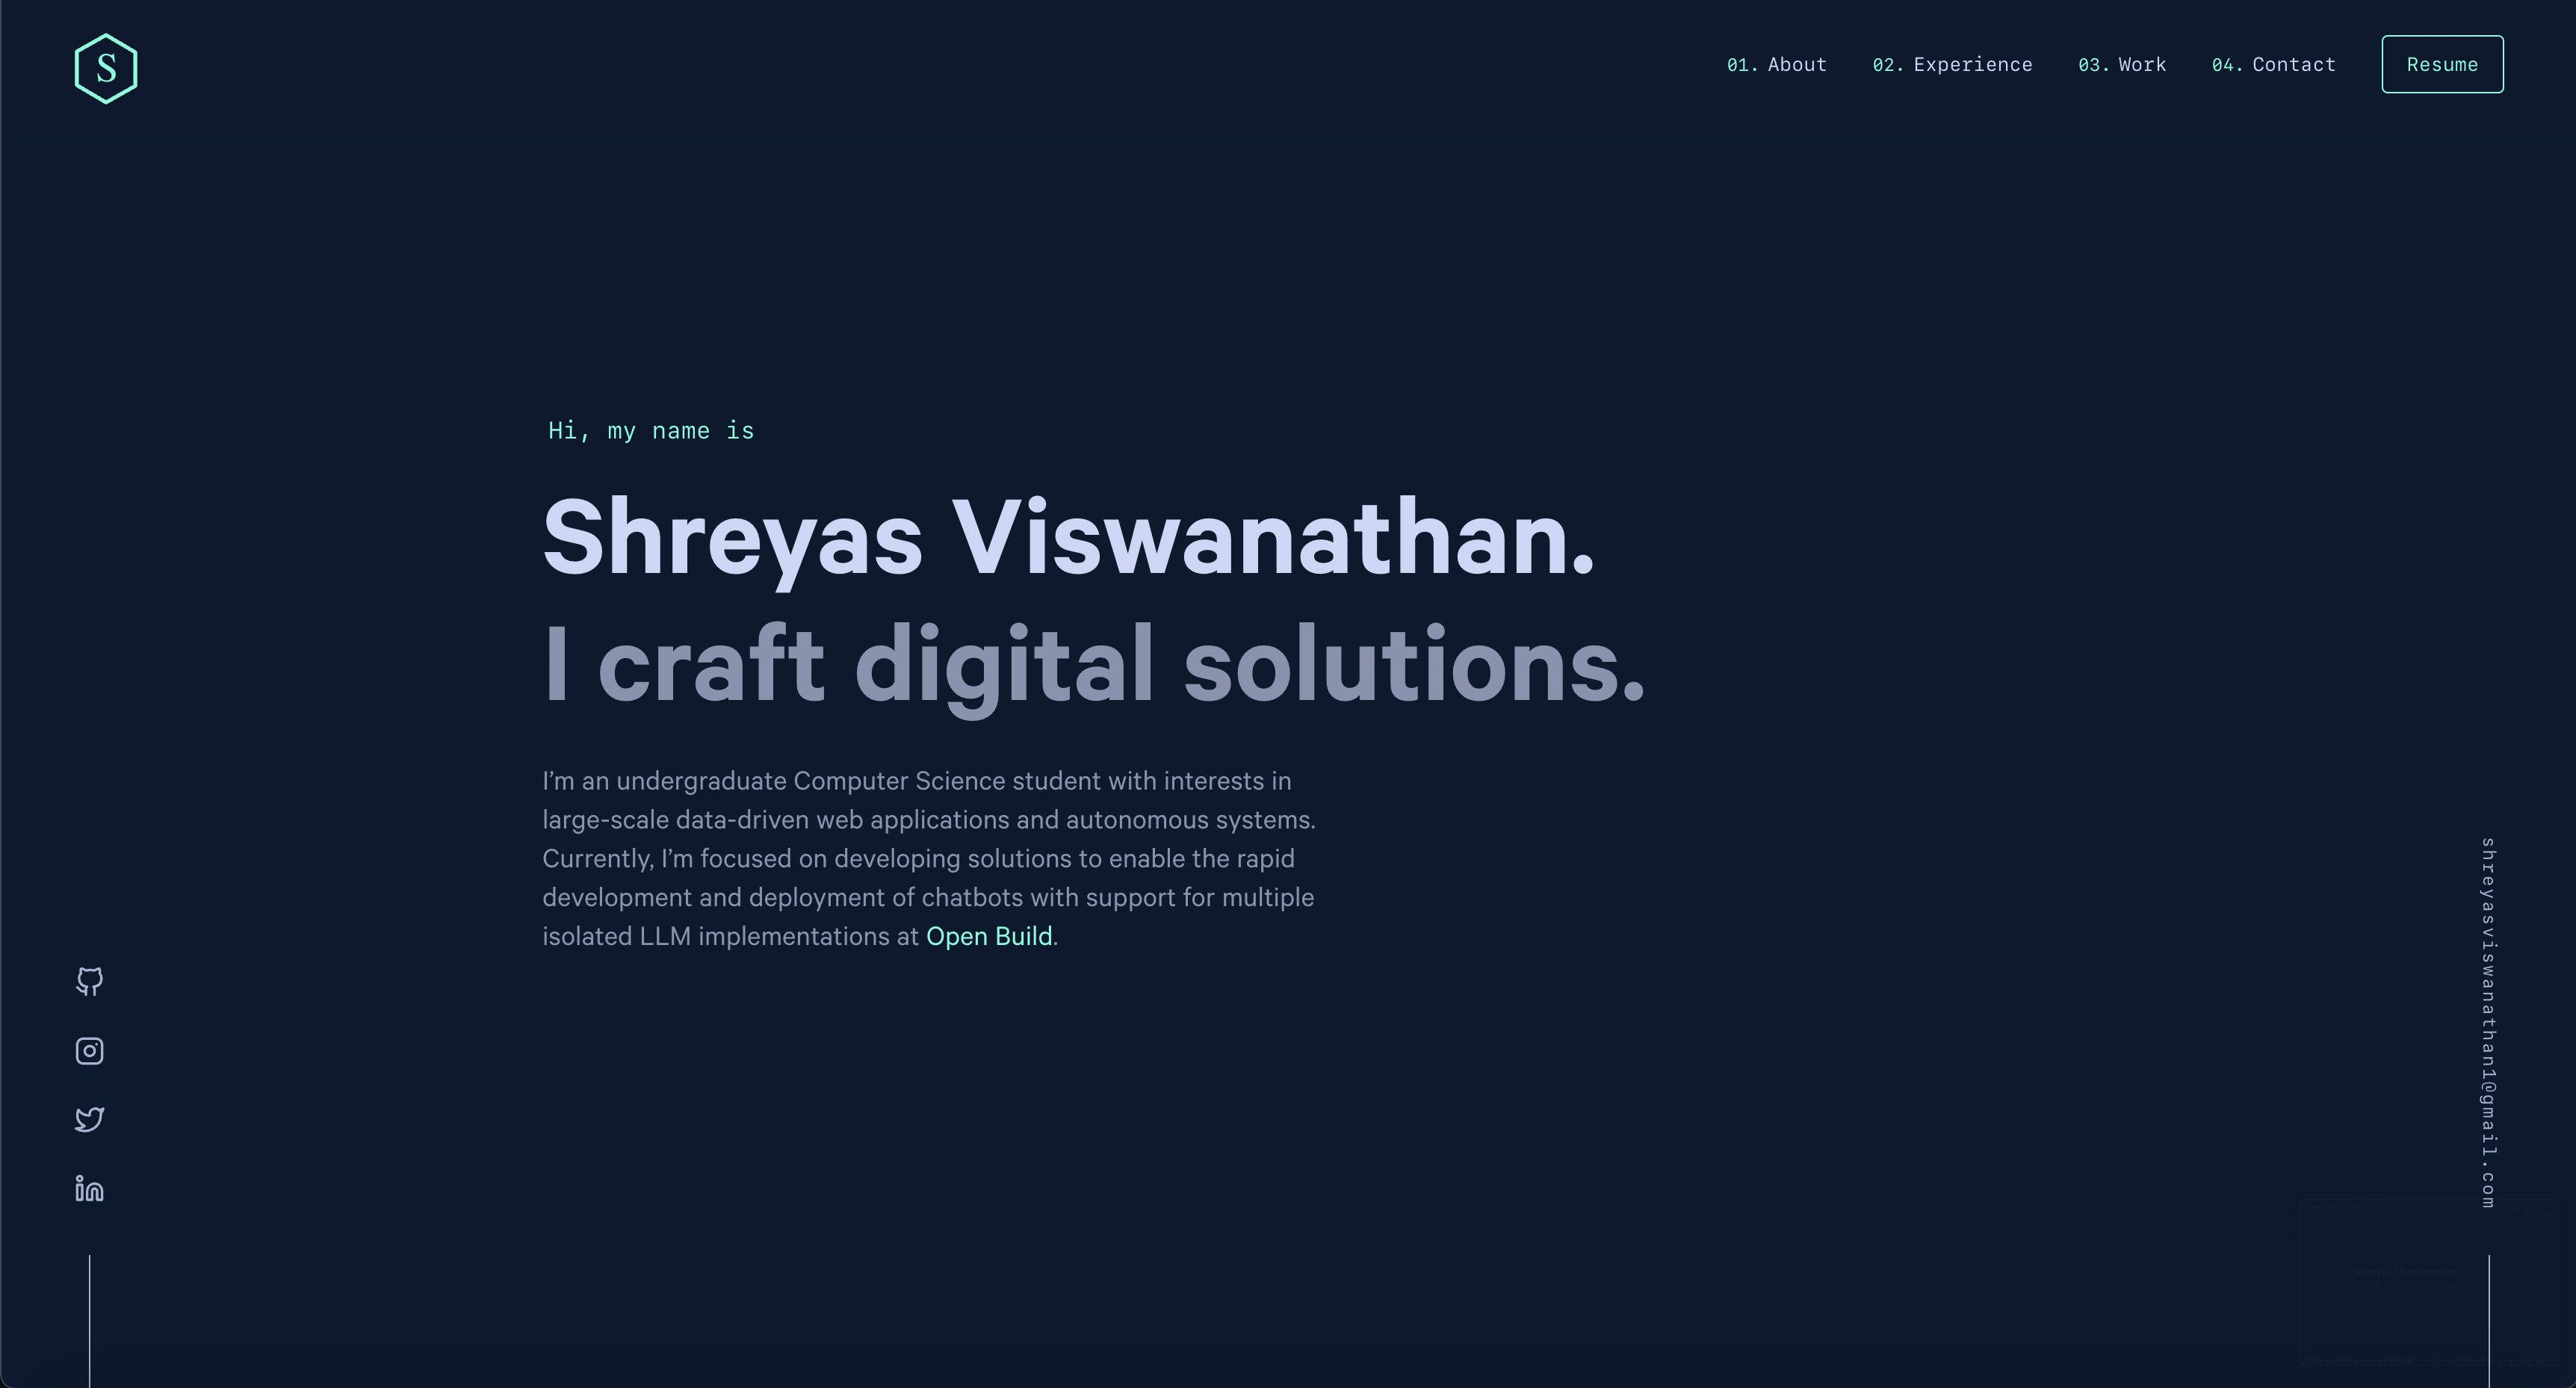 S
01. About 02. Experience 03. Work 04. Contact Resume
Hi, my name is
Shreyas Viswanathan.
I craft digital solutions.
I’m an undergraduate Computer Science student with interests in
large-scale data-driven web applications and autonomous systems.
Currently, I’m focused on developing solutions to enable the rapid
development and deployment of chatbots with support for multiple
isolated LLM implementations at Open Build.
shreyasviswanathan1@gmail.com